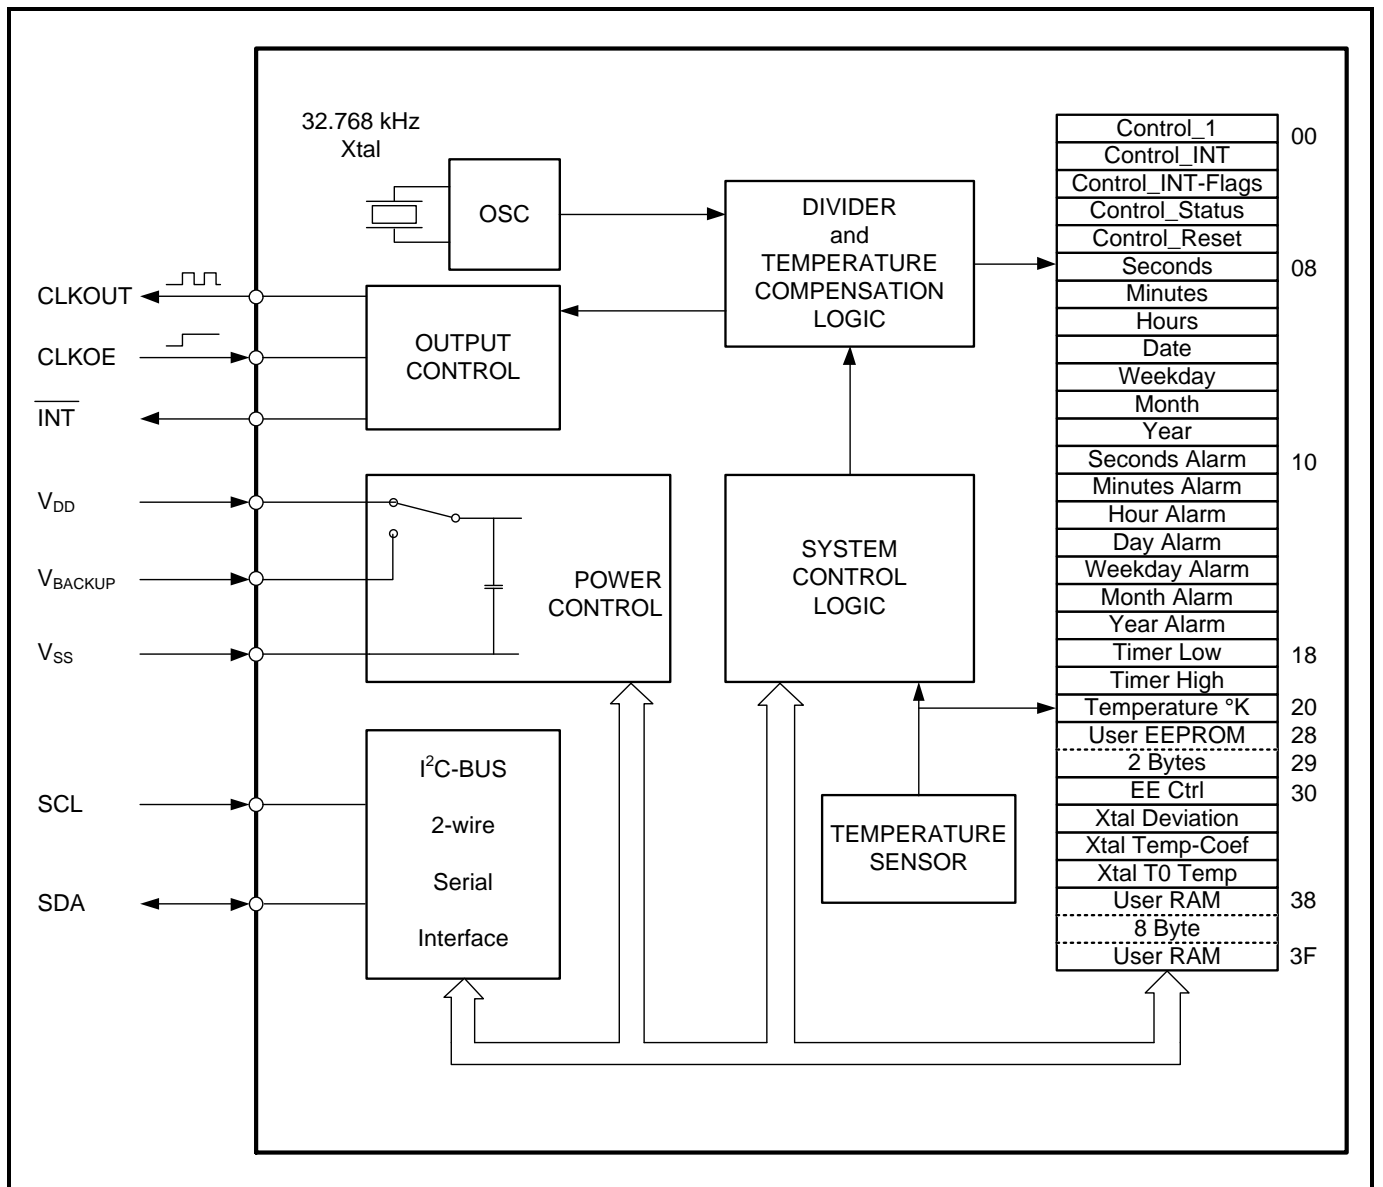 32.768 kHz
Xtal
OSC
DIVIDER
and
TEMPERATURE
COMPENSATION
LOGIC
CLKOUT
CLKOE
INT
OUTPUT
CONTROL
V_DD
V_BACKUP
V_SS
POWER
CONTROL
SYSTEM
CONTROL
LOGIC
SCL
SDA
I²C-BUS
2-wire
Serial
Interface
TEMPERATURE
SENSOR
Control_1 00
Control_INT
Control_INT-Flags
Control_Status
Control_Reset
Seconds 08
Minutes
Hours
Date
Weekday
Month
Year
Seconds Alarm 10
Minutes Alarm
Hour Alarm
Day Alarm
Weekday Alarm
Month Alarm
Year Alarm
Timer Low 18
Timer High
Temperature °K 20
User EEPROM 28
2 Bytes 29
EE Ctrl 30
Xtal Deviation
Xtal Temp-Coef
Xtal T0 Temp
User RAM 38
8 Byte
User RAM 3F